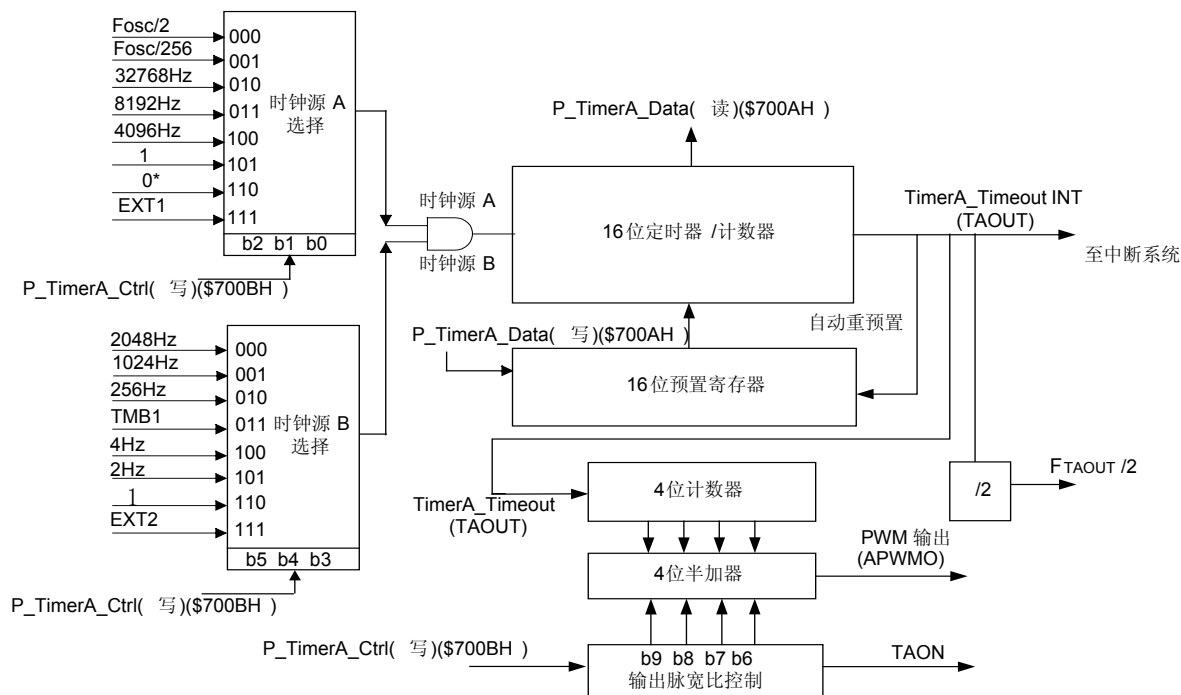 Fosc/2
000
Fosc/256
001
32768Hz
010
8192Hz
011
4096Hz
100
1
101
0*
110
EXT1
111
时钟源 A
选择
b2 b1 b0
P_TimerA_Ctrl( 写)($700BH )
2048Hz
000
1024Hz
001
256Hz
010
TMB1
011
4Hz
100
2Hz
101
1
110
EXT2
111
时钟源 B
选择
b5 b4 b3
P_TimerA_Ctrl( 写)($700BH )
时钟源 A
时钟源 B
P_TimerA_Data( 读)($700AH )
16位定时器 /计数器
TimerA_Timeout INT
(TAOUT)
至中断系统
自动重预置
P_TimerA_Data( 写)($700AH )
16位预置寄存器
TimerA_Timeout
(TAOUT)
4位计数器
/2
FTAOUT /2
4位半加器
PWM 输出
(APWMO)
P_TimerA_Ctrl( 写)($700BH )
b9 b8 b7 b6
输出脉宽比控制
TAON